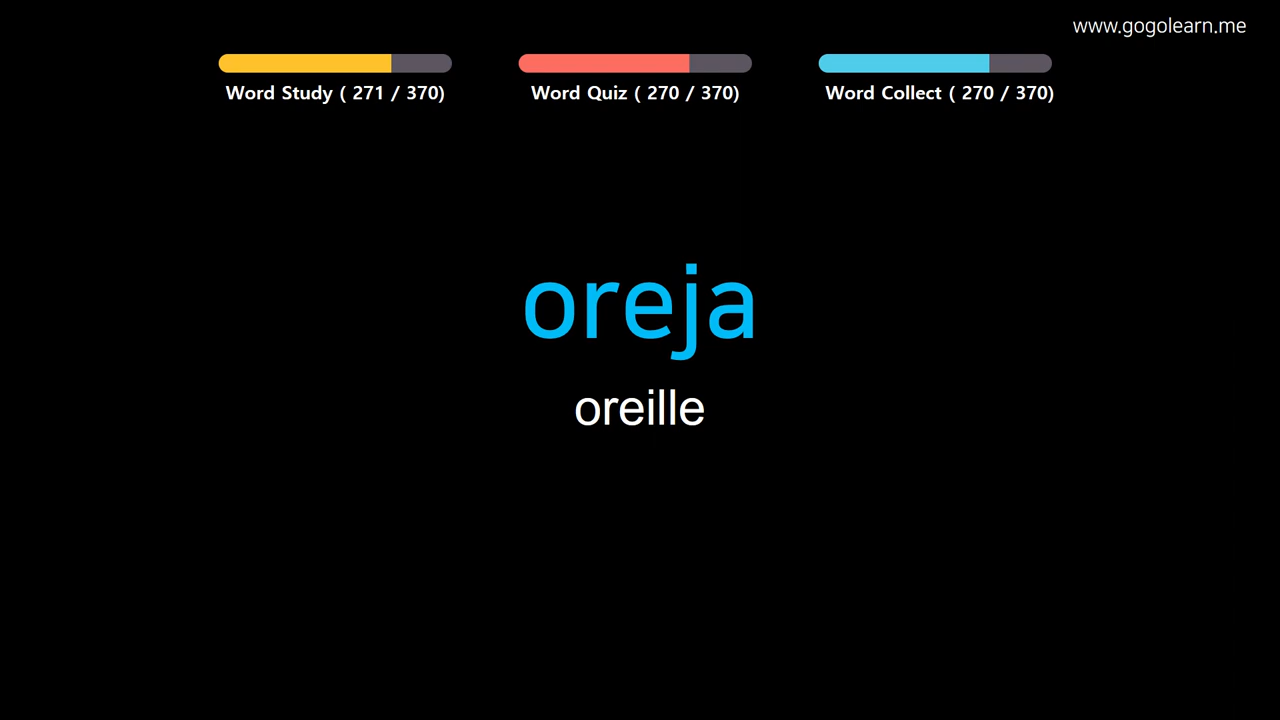 www.gogolearn.me
Word Study ( 271 / 370)
Word Quiz ( 270 / 370)
Word Collect ( 270 / 370)
oreja
oreille